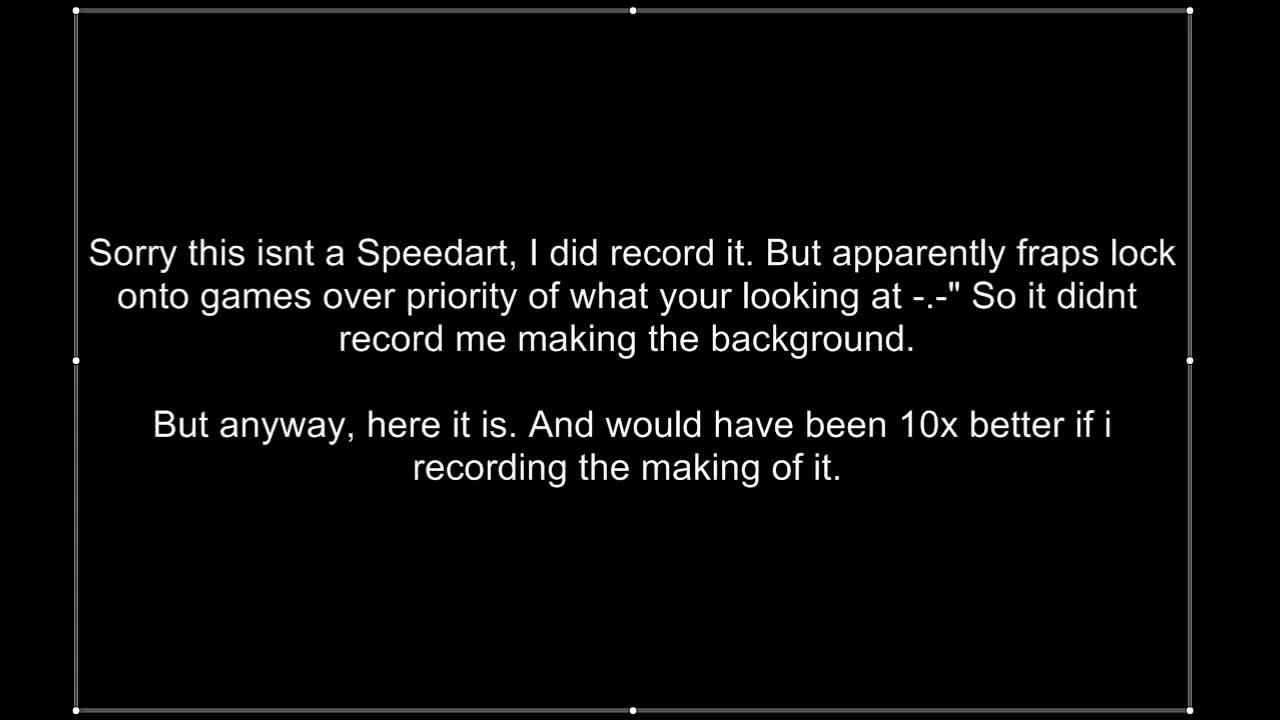 Sorry this isnt a Speedart, I did record it. But apparently fraps lock
onto games over priority of what your looking at -.-" So it didnt
record me making the background.
But anyway, here it is. And would have been 10x better if i
recording the making of it.